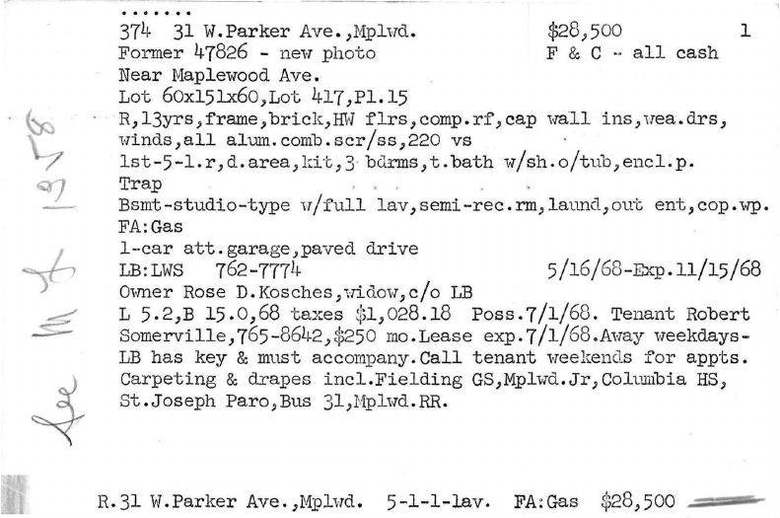 374 31 W.Parker Ave.,Mplwd. $28,500 1
Former 47826 - new photo F & C - all cash
Near Maplewood Ave.
Lot 60x151x60,Lot 417,Pl.15
R,13yrs,frame,brick,HW flrs,comp.rf,cap wall ins,wea.drs,
winds,all alum.comb.scr/ss,220 vs
1st-5-l.r,d.area,kit,3 bdrms,t.bath w/sh.o/tub,encl.p.
Trap
Bsmt-studio-type w/full lav,semi-rec.rm,laund,out ent,cop.wp.
FA:Gas
1-car att.garage,paved drive
LB:LWS 762-7774 5/16/68-Exp.11/15/68
Owner Rose D.Kosches,widow,c/o LB
L 5.2,B 15.0,68 taxes $1,028.18 Poss.7/1/68. Tenant Robert
Somerville,765-8642,$250 mo.Lease exp.7/1/68.Away weekdays-
LB has key & must accompany.Call tenant weekends for appts.
Carpeting & drapes incl.Fielding GS,Mplwd.Jr,Columbia HS,
St.Joseph Paro,Bus 31,Mplwd.RR.
R.31 W.Parker Ave.,Mplwd. 5-1-1-lav. FA:Gas $28,500
See M